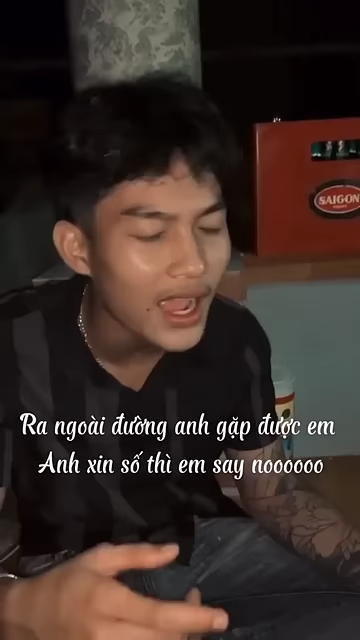 SAIGON
Ra ngoài đường anh gặp được em
Anh xin số thì em say noooooo